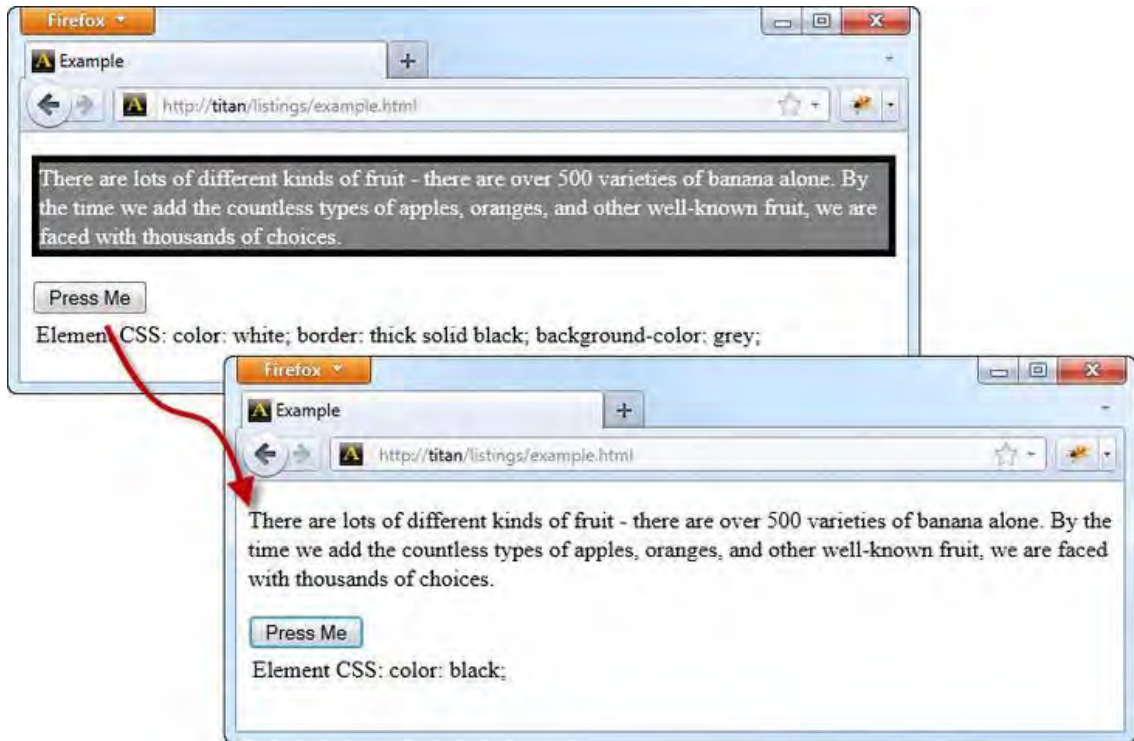 Firefox
Example
http://titan/listings/example.html
There are lots of different kinds of fruit - there are over 500 varieties of banana alone. By
the time we add the countless types of apples, oranges, and other well-known fruit, we are
faced with thousands of choices.
Press Me
Element CSS: color: white; border: thick solid black; background-color: grey;
Firefox
Example
http://titan/listings/example.html
There are lots of different kinds of fruit - there are over 500 varieties of banana alone. By the
time we add the countless types of apples, oranges, and other well-known fruit, we are faced
with thousands of choices.
Press Me
Element CSS: color: black;